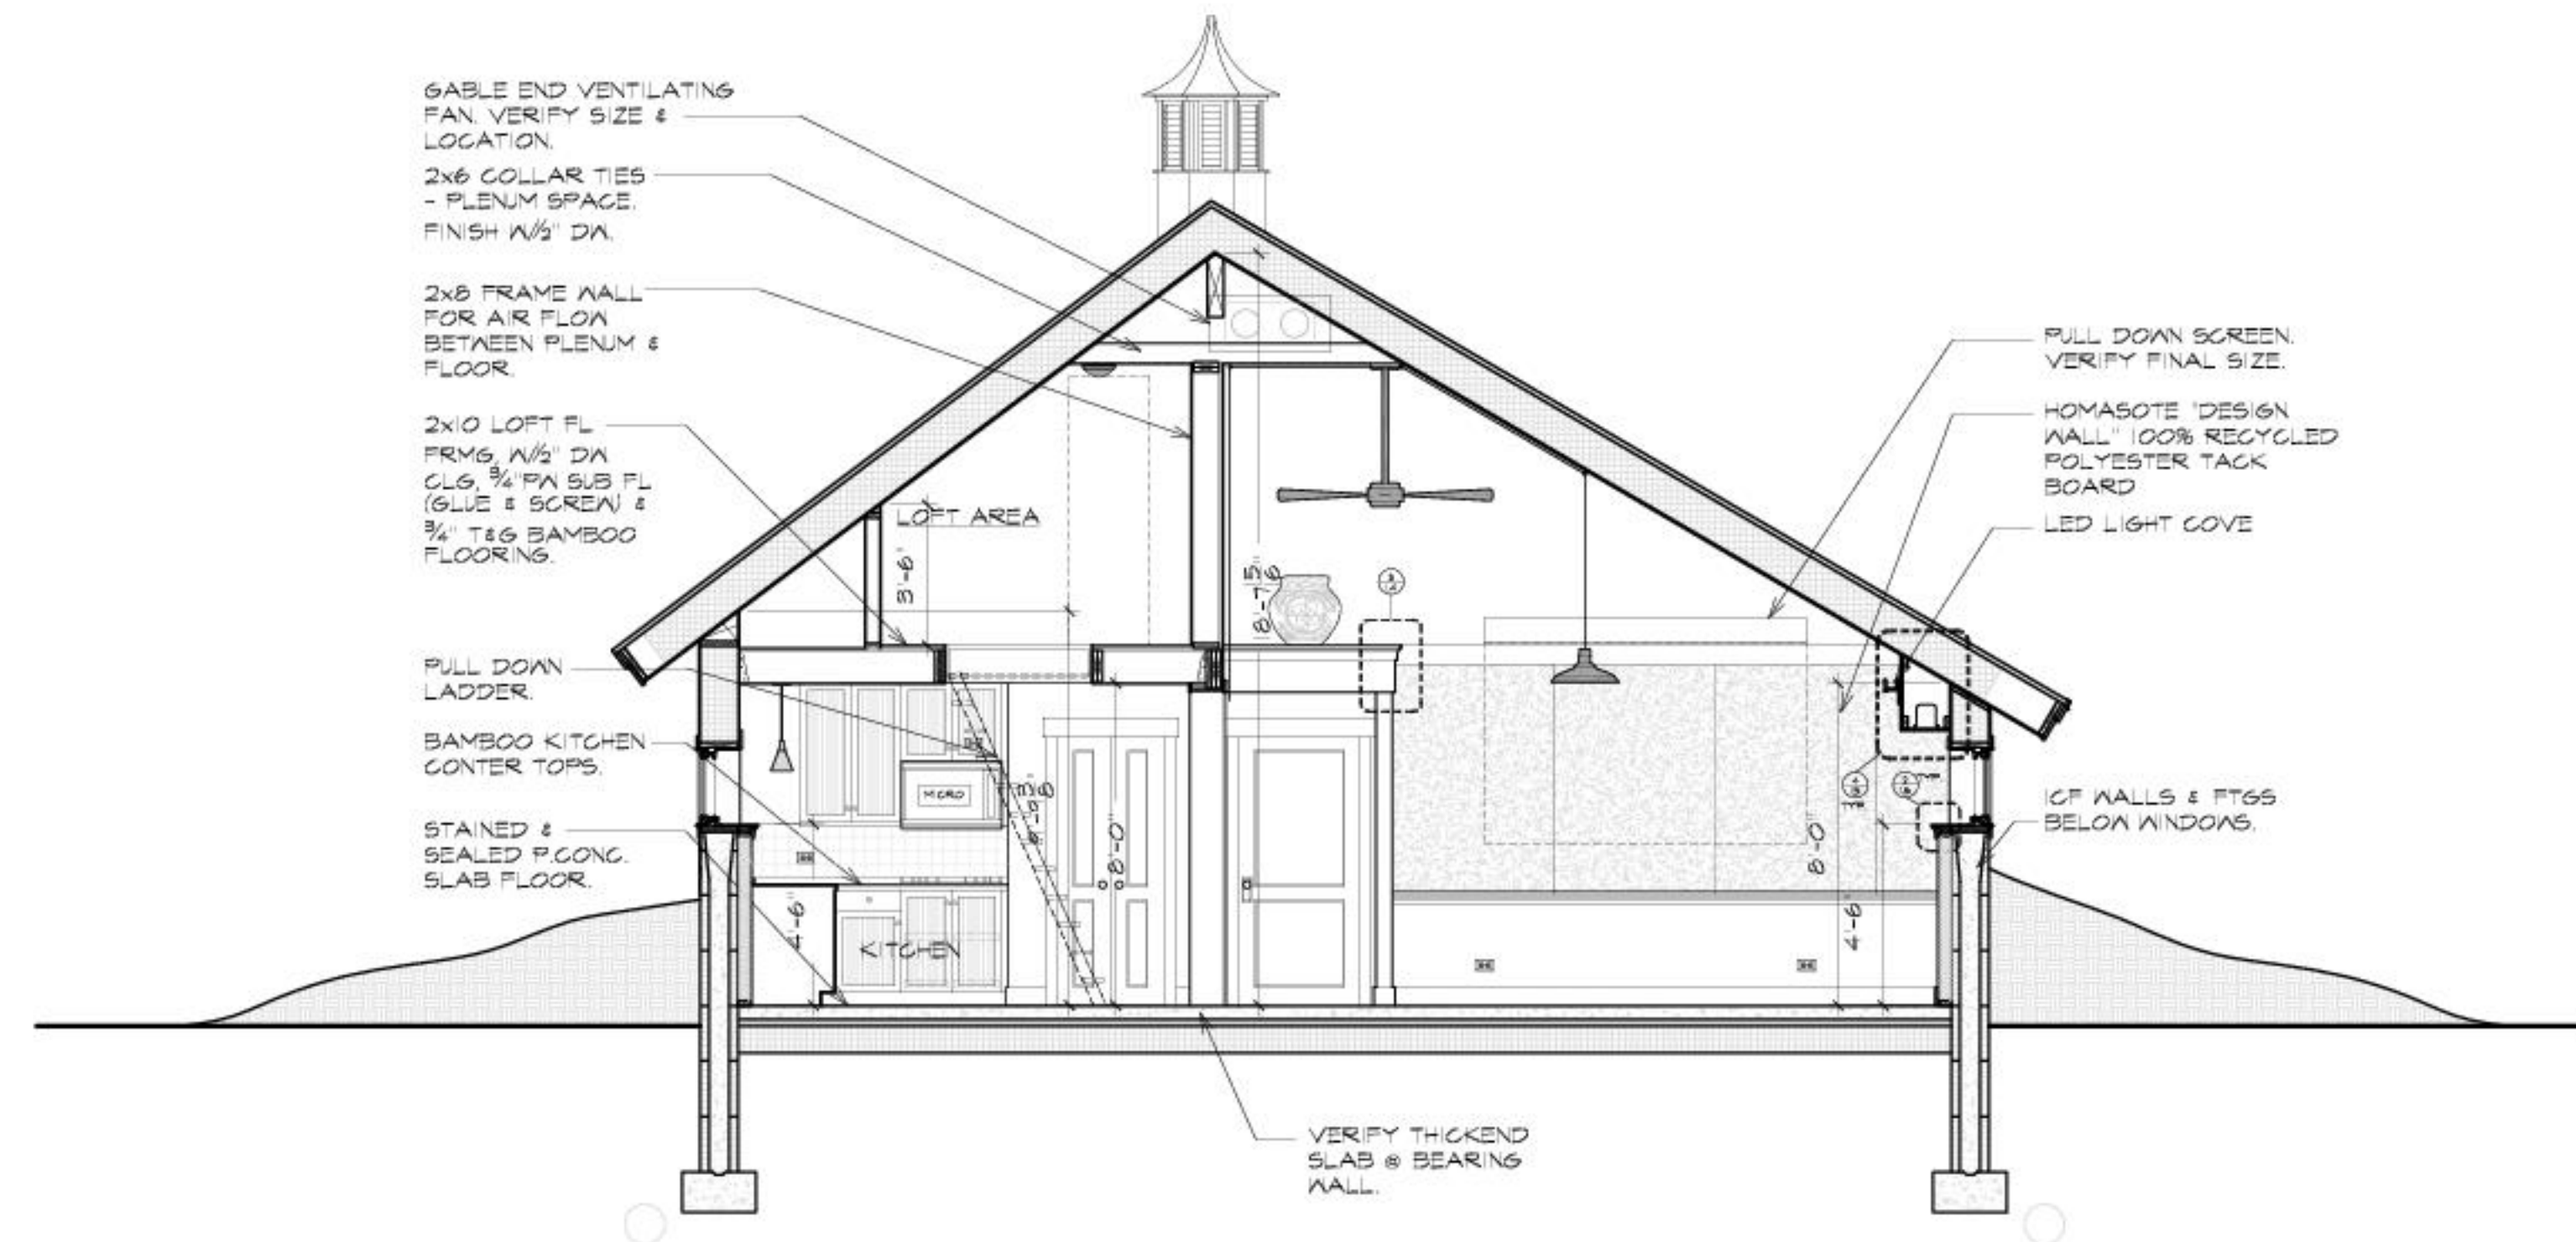 GABLE END VENTILATING
FAN. VERIFY SIZE &
LOCATION.
2x6 COLLAR TIES
- PLENUM SPACE.
FINISH W/½" DW.
2x8 FRAME WALL
FOR AIR FLOW
BETWEEN PLENUM &
FLOOR.
2x10 LOFT FL
FRMG, W/½" DW
CLG, ¾"PW SUB FL
(GLUE & SCREW) &
¾" T&G BAMBOO
FLOORING.
PULL DOWN
LADDER.
BAMBOO KITCHEN
CONTER TOPS.
STAINED &
SEALED P.CONC.
SLAB FLOOR.
LOFT AREA
3'-6"
MICRO
8'-0"
4'-6"
KITCHEN
8'-0"
4'-6"
TYP
TYP
PULL DOWN SCREEN.
VERIFY FINAL SIZE.
HOMASOTE "DESIGN
WALL" 100% RECYCLED
POLYESTER TACK
BOARD
LED LIGHT COVE
ICF WALLS & FTGS
BELOW WINDOWS.
VERIFY THICKEND
SLAB @ BEARING
WALL.